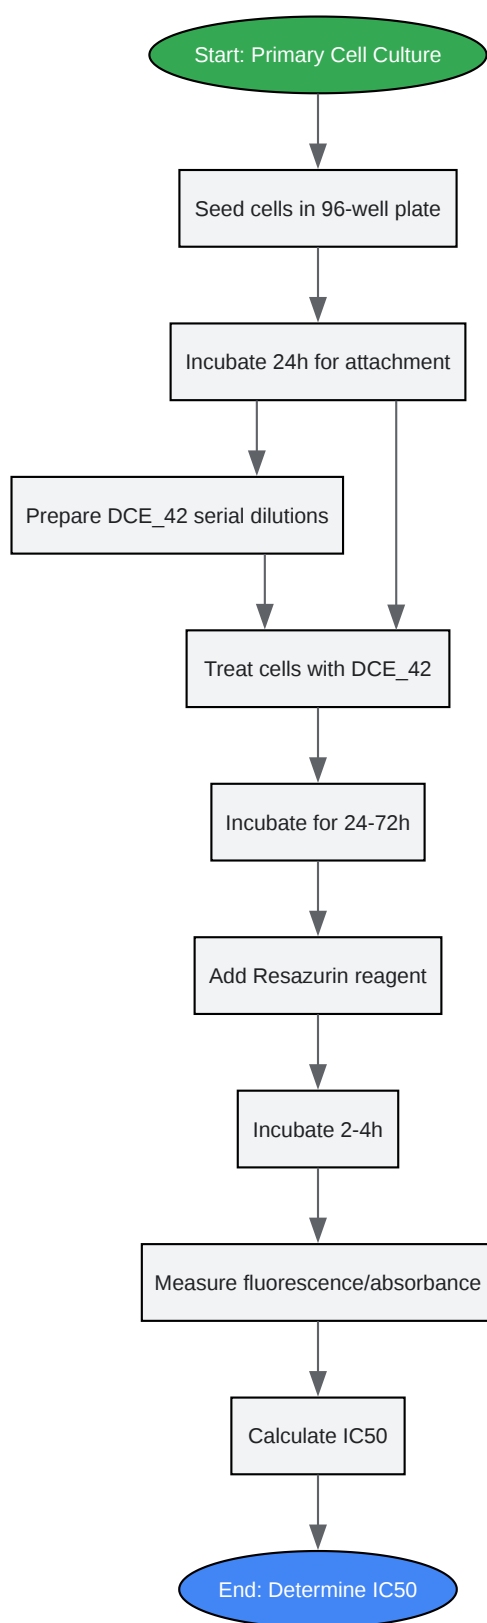 Start: Primary Cell Culture
Seed cells in 96-well plate
Incubate 24h for attachment
Prepare DCE_42 serial dilutions
Treat cells with DCE_42
Incubate for 24-72h
Add Resazurin reagent
Incubate 2-4h
Measure fluorescence/absorbance
Calculate IC50
End: Determine IC50